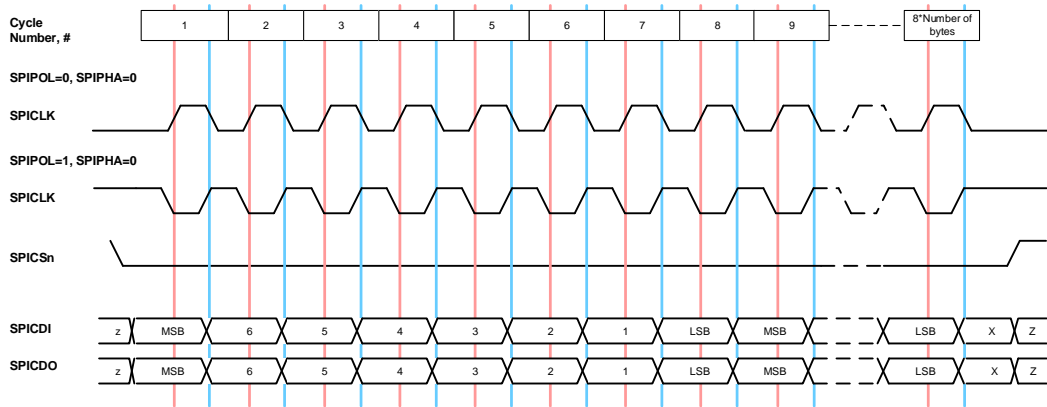 Cycle
Number, #
1 2 3 4 5 6 7 8 9 8*Number of
bytes
SPIPOL=0, SPIPHA=0
SPICLK
SPIPOL=1, SPIPHA=0
SPICLK
SPICSn
SPICDI z MSB 6 5 4 3 2 1 LSB MSB LSB X Z
SPICDO z MSB 6 5 4 3 2 1 LSB MSB LSB X Z